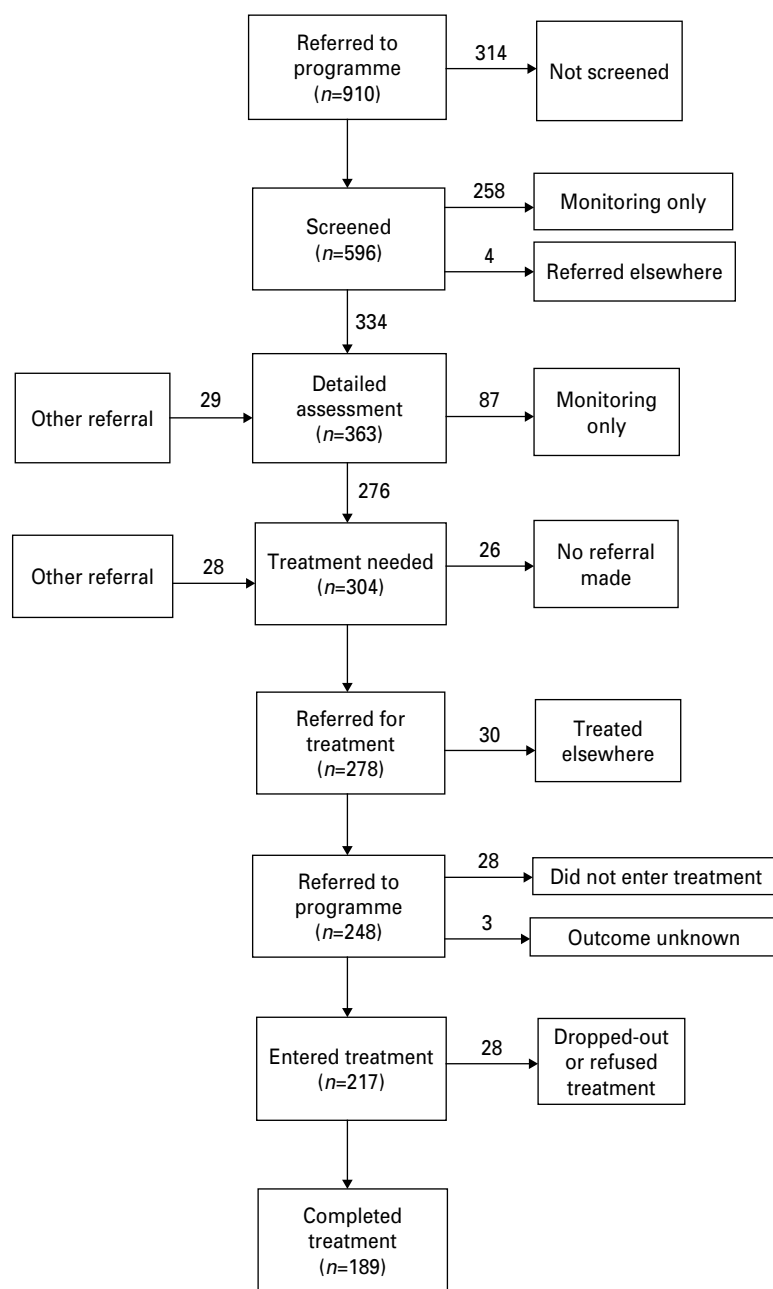 Referred to
programme
(n=910)
314
Not screened
Screened
(n=596)
258
Monitoring only
4
Referred elsewhere
334
Other referral
29
Detailed
assessment
(n=363)
87
Monitoring
only
276
Other referral
28
Treatment needed
(n=304)
26
No referral
made
Referred for
treatment
(n=278)
30
Treated
elsewhere
Referred to
programme
(n=248)
28
Did not enter treatment
3
Outcome unknown
Entered treatment
(n=217)
28
Dropped-out
or refused
treatment
Completed
treatment
(n=189)